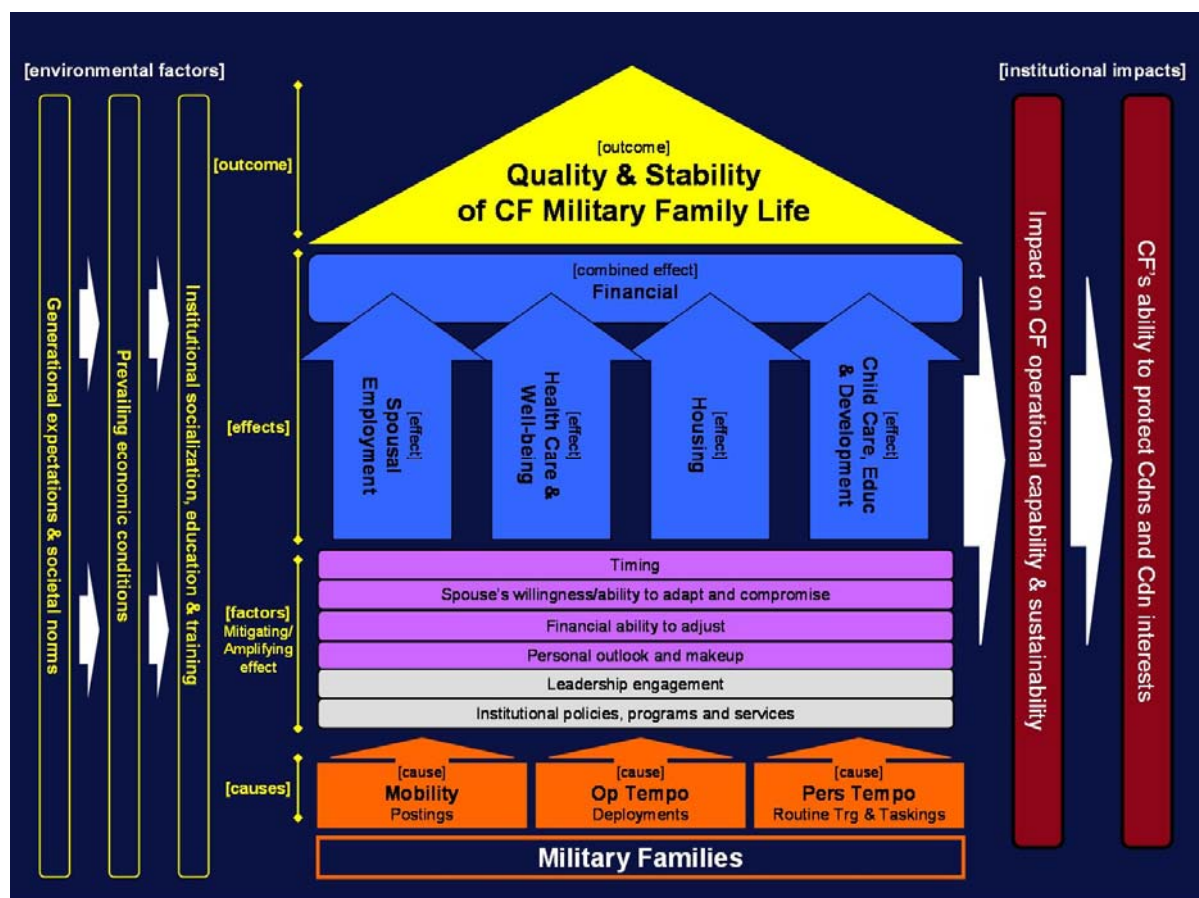 [environmental factors]
Generational expectations & societal norms
Prevailing economic conditions
Institutional socialization, education & training
[outcome]
[effects]
[factors]
Mitigating/
Amplifying
effect
[causes]
[outcome]
Quality & Stability
of CF Military Family Life
[combined effect]
Financial
[effect]
Spousal
Employment
[effect]
Health Care &
Well-being
[effect]
Housing
[effect]
Child Care, Educ
& Development
Timing
Spouse's willingness/ability to adapt and compromise
Financial ability to adjust
Personal outlook and makeup
Leadership engagement
Institutional policies, programs and services
[cause]
Mobility
Postings
[cause]
Op Tempo
Deployments
[cause]
Pers Tempo
Routine Trg & Taskings
Military Families
[institutional impacts]
Impact on CF operational capability & sustainability
CF's ability to protect Cdns and Cdn interests